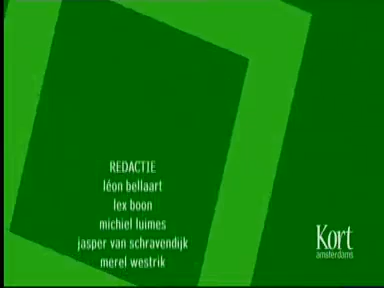 REDACTIE
léon bellaart
lex boon
michiel luimes
jasper van schravendijk
merel westrik
Kort
amsterdams